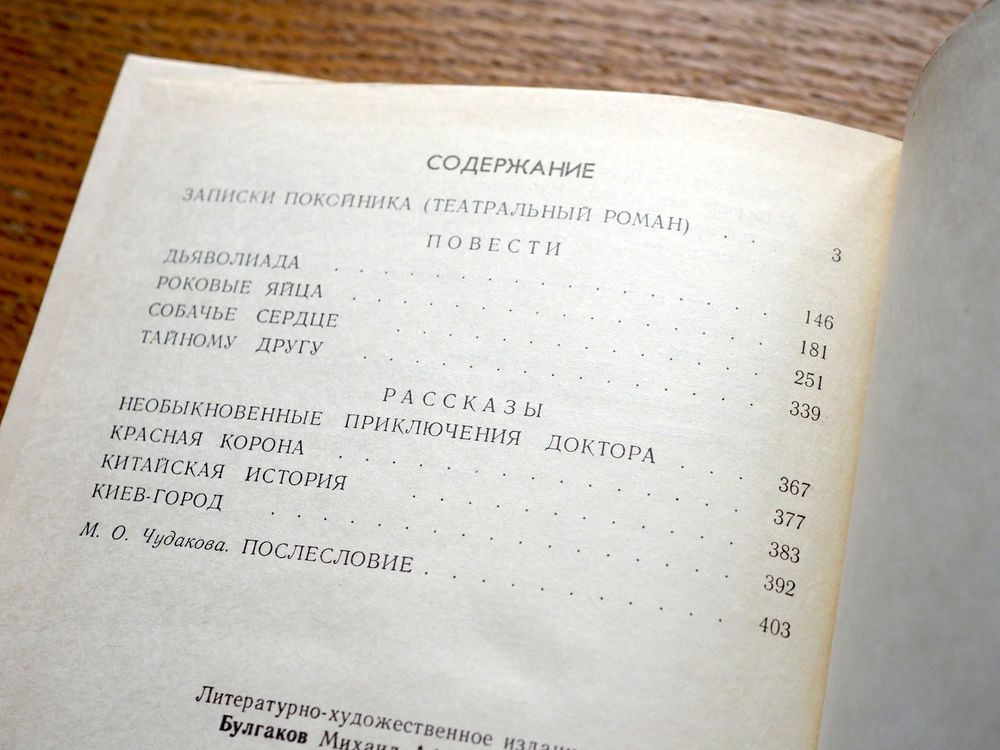 СОДЕРЖАНИЕ
ЗАПИСКИ ПОКОЙНИКА (ТЕАТРАЛЬНЫЙ РОМАН) . . 3
ПОВЕСТИ
ДЬЯВОЛИАДА . . . . . . . . . . . . 146
РОКОВЫЕ ЯЙЦА . . . . . . . . . . . . 181
СОБАЧЬЕ СЕРДЦЕ . . . . . . . . . . . 251
ТАЙНОМУ ДРУГУ . . . . . . . . . . . . 339
РАССКАЗЫ
НЕОБЫКНОВЕННЫЕ ПРИКЛЮЧЕНИЯ ДОКТОРА . . 367
КРАСНАЯ КОРОНА . . . . . . . . . . . . 377
КИТАЙСКАЯ ИСТОРИЯ . . . . . . . . . . 383
КИЕВ-ГОРОД . . . . . . . . . . . . . . 392
М. О. Чудакова. ПОСЛЕСЛОВИЕ . . . . . . . . . 403
Литературно-художественное
Булгаков Михаил